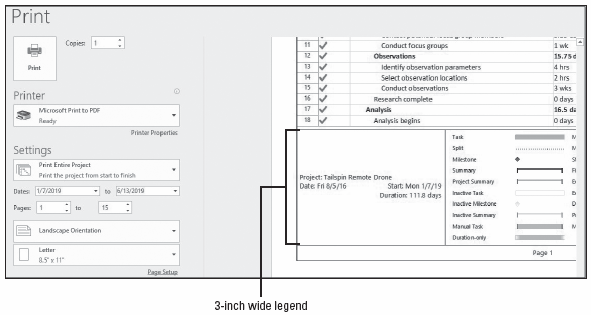 Print
Copies: 1
Print
Printer
Microsoft Print to PDF
Ready
Printer Properties
Settings
Print Entire Project
Print the project from start to finish
Dates: 1/7/2019 to 6/13/2019
Pages: 1 to 15
Landscape Orientation
Letter
8.5" x 11"
Page Setup
11 Conduct focus groups 1 wk
12 Observations 15.75 d
13 Identify observation parameters 4 hrs
14 Select observation locations 2 hrs
15 Conduct observations 3 wks
16 Research complete 0 days
17 Analysis 16.5 da
18 Analysis begins 0 days
Project: Tailspin Remote Drone
Date: Fri 8/5/16 Start: Mon 1/7/19
Duration: 111.8 days
Task
Split
Milestone
Summary
Project Summary
Inactive Task
Inactive Milestone
Inactive Summary
Manual Task
Duration-only
Page 1
3-inch wide legend